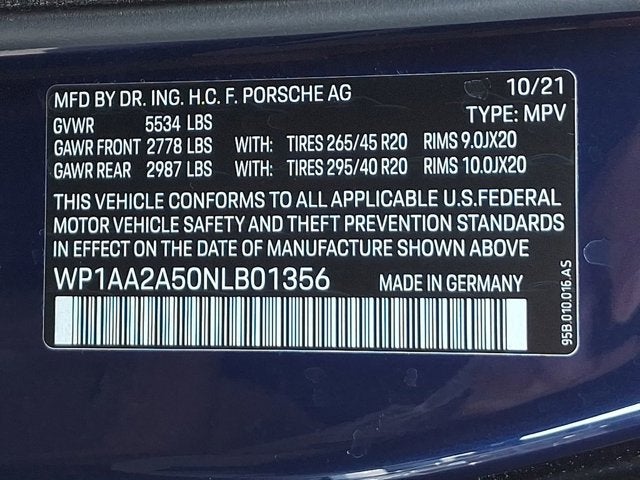 MFD BY DR. ING. H.C. F. PORSCHE AG 10/21
GVWR 5534 LBS TYPE: MPV
GAWR FRONT 2778 LBS WITH: TIRES 265/45 R20 RIMS 9.0JX20
GAWR REAR 2987 LBS WITH: TIRES 295/40 R20 RIMS 10.0JX20
THIS VEHICLE CONFORMS TO ALL APPLICABLE U.S.FEDERAL
MOTOR VEHICLE SAFETY AND THEFT PREVENTION STANDARDS
IN EFFECT ON THE DATE OF MANUFACTURE SHOWN ABOVE
WP1AA2A50NLB01356 MADE IN GERMANY
95B.010.016.AS